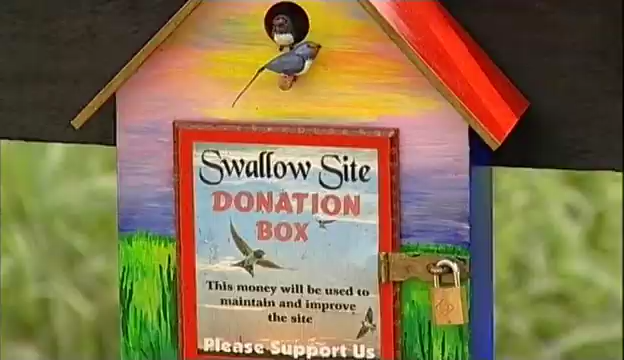 Swallow Site
DONATION
BOX
This money will be used to
maintain and improve
the site
Please Support Us